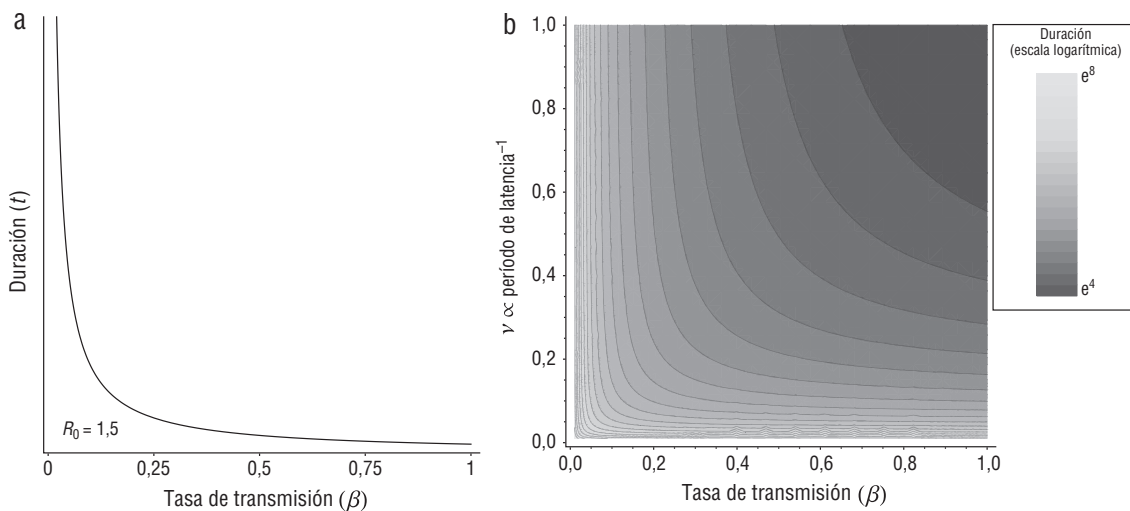 a
Duración (t)
R0 = 1,5
0
0,25
0,5
0,75
1
Tasa de transmisión (β)
b
ν ∝ período de latencia−1
1,0
0,8
0,6
0,4
0,2
0,0
0,0
0,2
0,4
0,6
0,8
1,0
Tasa de transmisión (β)
Duración
(escala logarítmica)
e8
e4